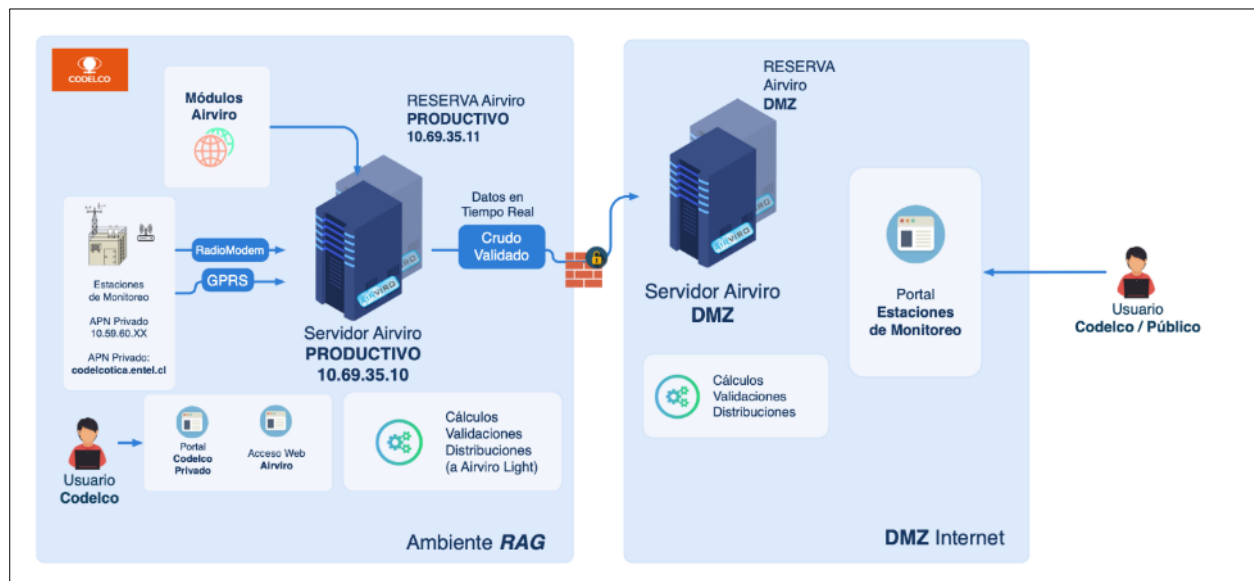 CODELCO
Módulos
Airviro
RESERVA Airviro
PRODUCTIVO
10.69.35.11
Estaciones
de Monitoreo
APN Privado
10.59.60.XX
APN Privado:
codelcotica.entel.cl
RadioModem
GPRS
AIRVIRO
Servidor Airviro
PRODUCTIVO
10.69.35.10
Datos en
Tiempo Real
Crudo
Validado
Usuario
Codelco
Portal
Codelco
Privado
Acceso Web
Airviro
Cálculos
Validaciones
Distribuciones
(a Airviro Light)
Ambiente RAG
RESERVA
Airviro
DMZ
AIRVIRO
Servidor Airviro
DMZ
Cálculos
Validaciones
Distribuciones
Portal
Estaciones
de Monitoreo
DMZ Internet
Usuario
Codelco / Público